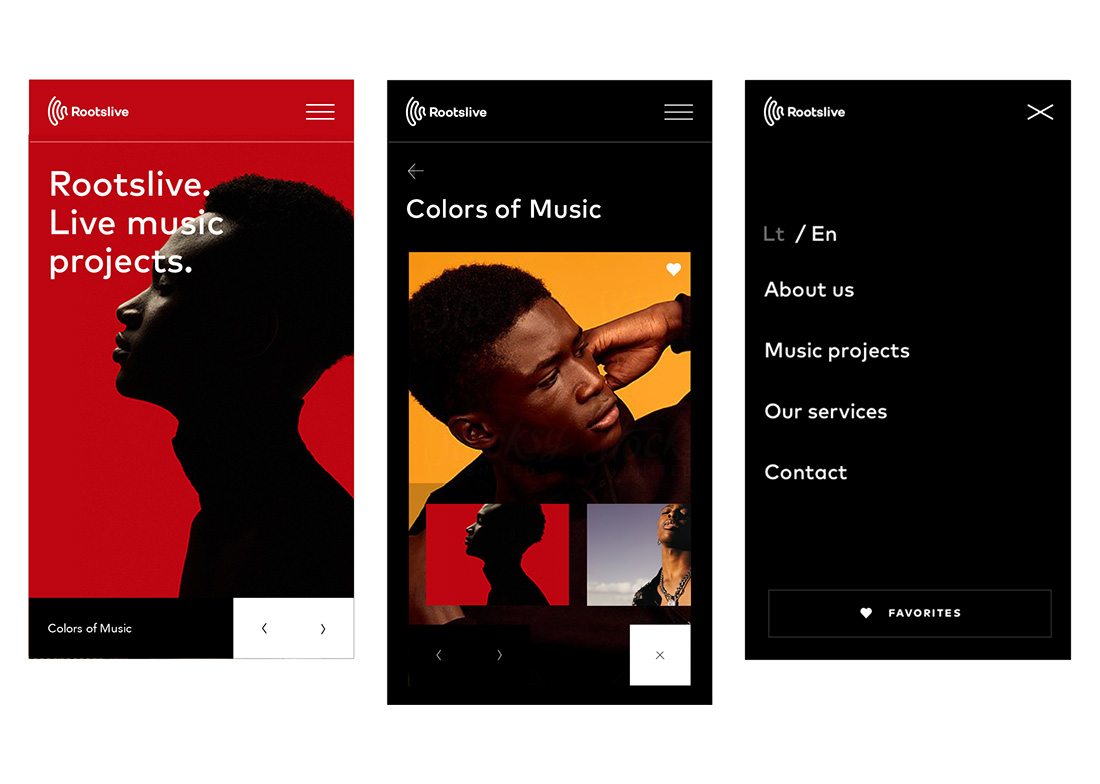 Rootslive
Rootslive.
Live music
projects.
Colors of Music
Rootslive
Colors of Music
Rootslive
Lt / En
About us
Music projects
Our services
Contact
FAVORITES